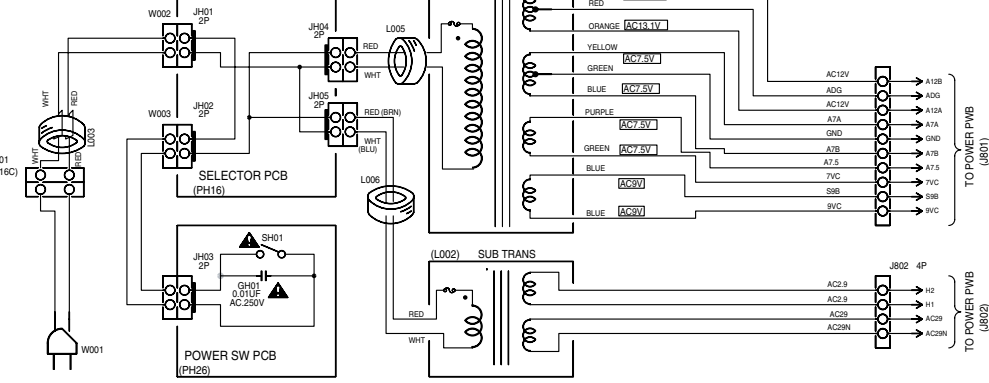 W002
JH01
2P
JH04
2P
L005
RED
WHT
RED
ORANGE AC13.1V
YELLOW
AC7.5V
GREEN
BLUE AC7.5V
PURPLE
AC7.5V
GREEN AC7.5V
BLUE
AC9V
BLUE AC9V
AC12V
ADG
AC12V
A7A
GND
A7B
A7.5
7VC
S9B
9VC
A12B
ADG
A12A
A7A
GND
A7B
A7.5
7VC
S9B
9VC
TO POWER PWB
(J801)
WHT
RED
L003
WHT
RED
01
16C)
W003
JH02
2P
JH05
2P
RED (BRN)
WHT
(BLU)
L006
SELECTOR PCB
(PH16)
SH01
JH03
2P
GH01
0.01UF
AC.250V
POWER SW PCB
(PH26)
W001
(L002) SUB TRANS
RED
WHT
AC2.9
AC2.9
AC29
AC29N
J802 4P
H2
H1
AC29
AC29N
TO POWER PWB
(J802)